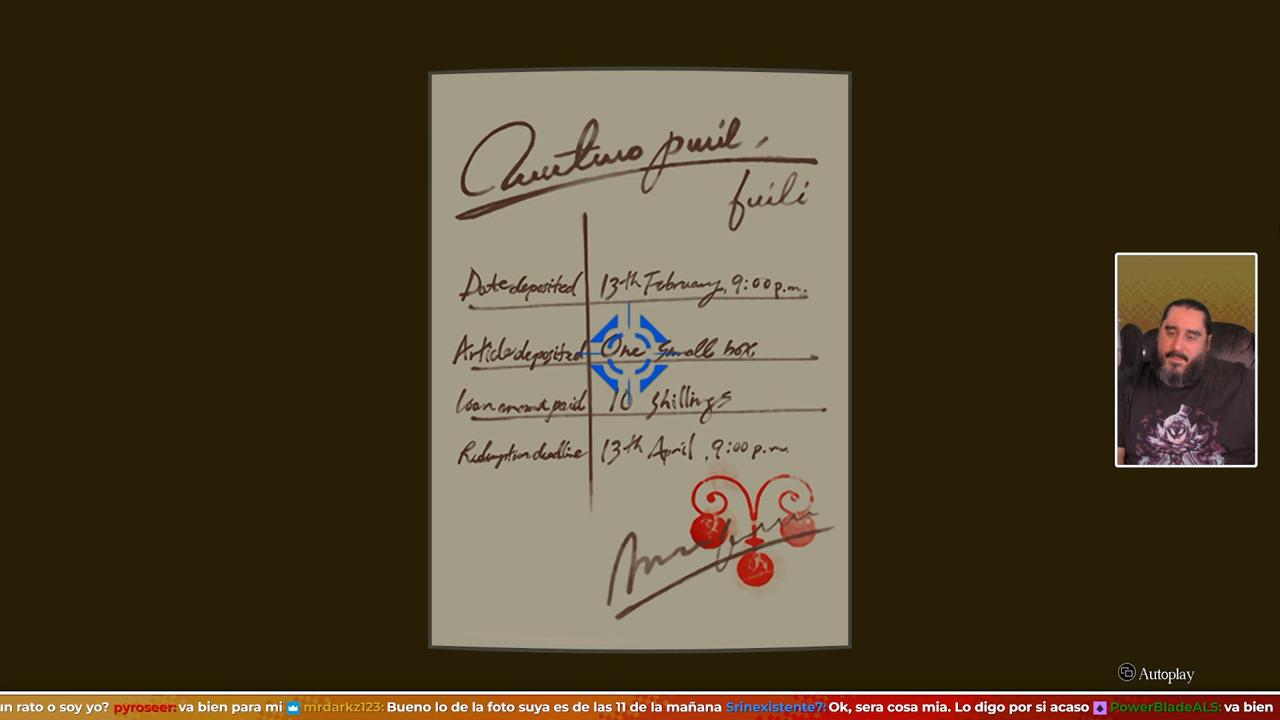 Date deposited 13th February, 9:00 p.m.
Article deposited One small box
Loan amount paid 10 shillings
Redemption deadline 13th April, 9:00 p.m.
Autoplay
un rato o soy yo? pyroseer: va bien para mi mrdarkz123: Bueno lo de la foto suya es de las 11 de la mañana Srinexistente7: Ok, sera cosa mia. Lo digo por si acaso PowerBladeALS: va bien